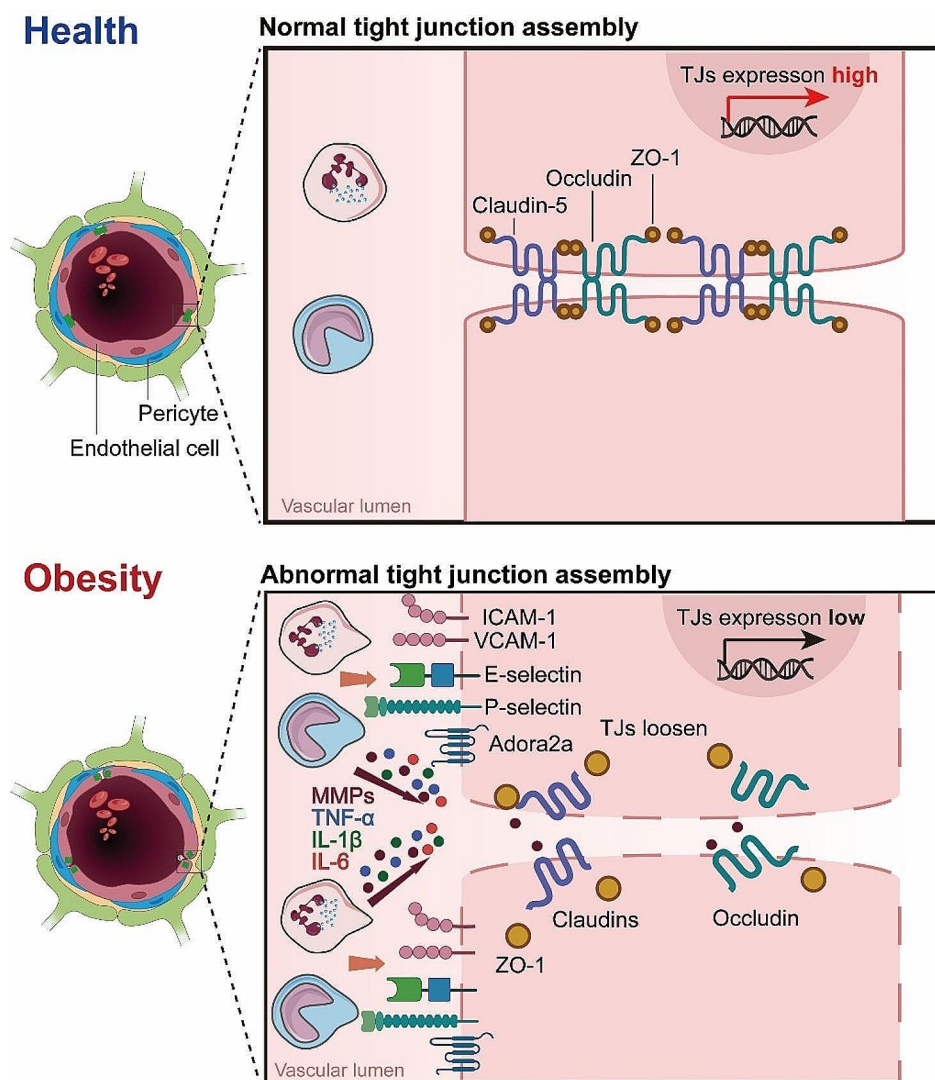 Health
Normal tight junction assembly
TJs expresson high
ZO-1
Occludin
Claudin-5
Pericyte
Endothelial cell
Vascular lumen
Obesity
Abnormal tight junction assembly
ICAM-1
VCAM-1
TJs expresson low
E-selectin
P-selectin
TJs loosen
Adora2a
MMPs
TNF-α
IL-1β
IL-6
Claudins
Occludin
ZO-1
Vascular lumen